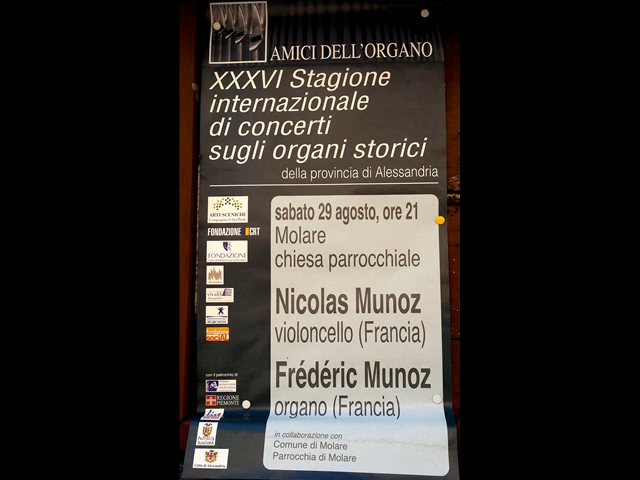 AMICI DELL'ORGANO
XXXVI Stagione
internazionale
di concerti
sugli organi storici
della provincia di Alessandria
ARTI SCENICHE
FONDAZIONE CRT
FONDAZIONE
sabato 29 agosto, ore 21
Molare
chiesa parrocchiale
Nicolas Munoz
violoncello (Francia)
Frédéric Munoz
organo (Francia)
in collaborazione con
Comune di Molare
Parrocchia di Molare
con il patrocinio di
REGIONE
PIEMONTE
Città di Alessandria